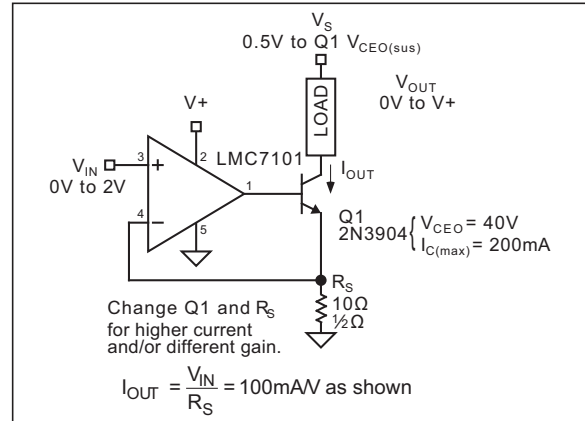 V_S
0.5V to Q1 V_CEO(sus)
V_OUT
0V to V+
LOAD
V+
LMC7101
I_OUT
V_IN
0V to 2V
3
+
2
1
4
−
5
Q1
2N3904
V_CEO = 40V
I_C(max) = 200mA
R_S
10Ω
½Ω
Change Q1 and R_S
for higher current
and/or different gain.
I_OUT = V_IN / R_S = 100mA/V as shown